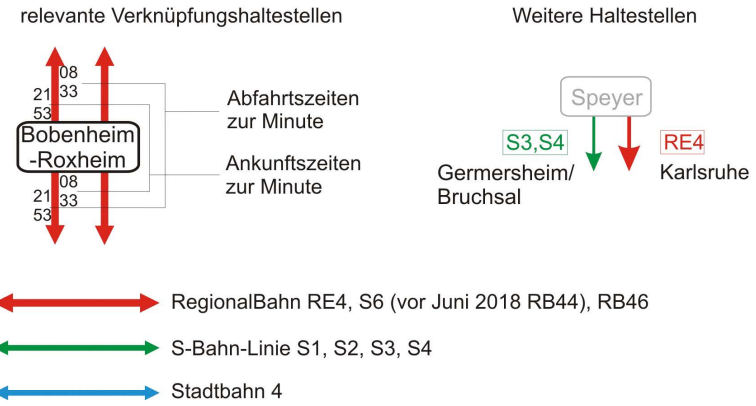 relevante Verknüpfungshaltestellen
08
21 33
53
Bobenheim
-Roxheim
08
21 33
53
Abfahrtszeiten
zur Minute
Ankunftszeiten
zur Minute
Weitere Haltestellen
Speyer
S3,S4
RE4
Germersheim/
Bruchsal
Karlsruhe
RegionalBahn RE4, S6 (vor Juni 2018 RB44), RB46
S-Bahn-Linie S1, S2, S3, S4
Stadtbahn 4